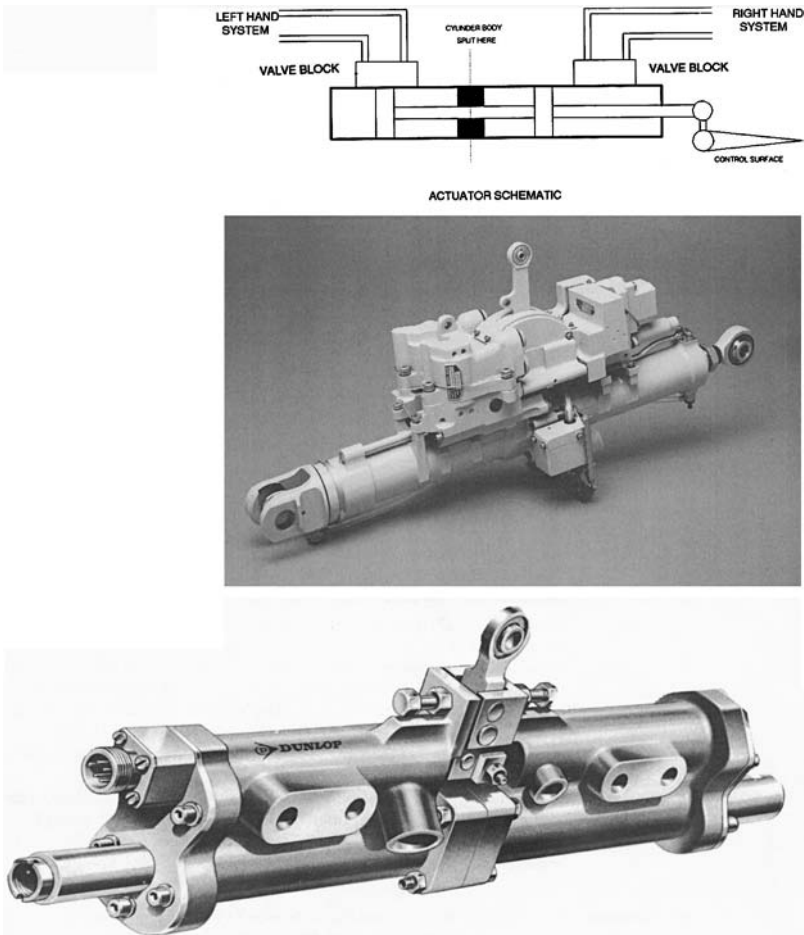 LEFT HAND
SYSTEM
CYLINDER BODY
SPLIT HERE
RIGHT HAND
SYSTEM
VALVE BLOCK
VALVE BLOCK
CONTROL SURFACE
ACTUATOR SCHEMATIC
DUNLOP